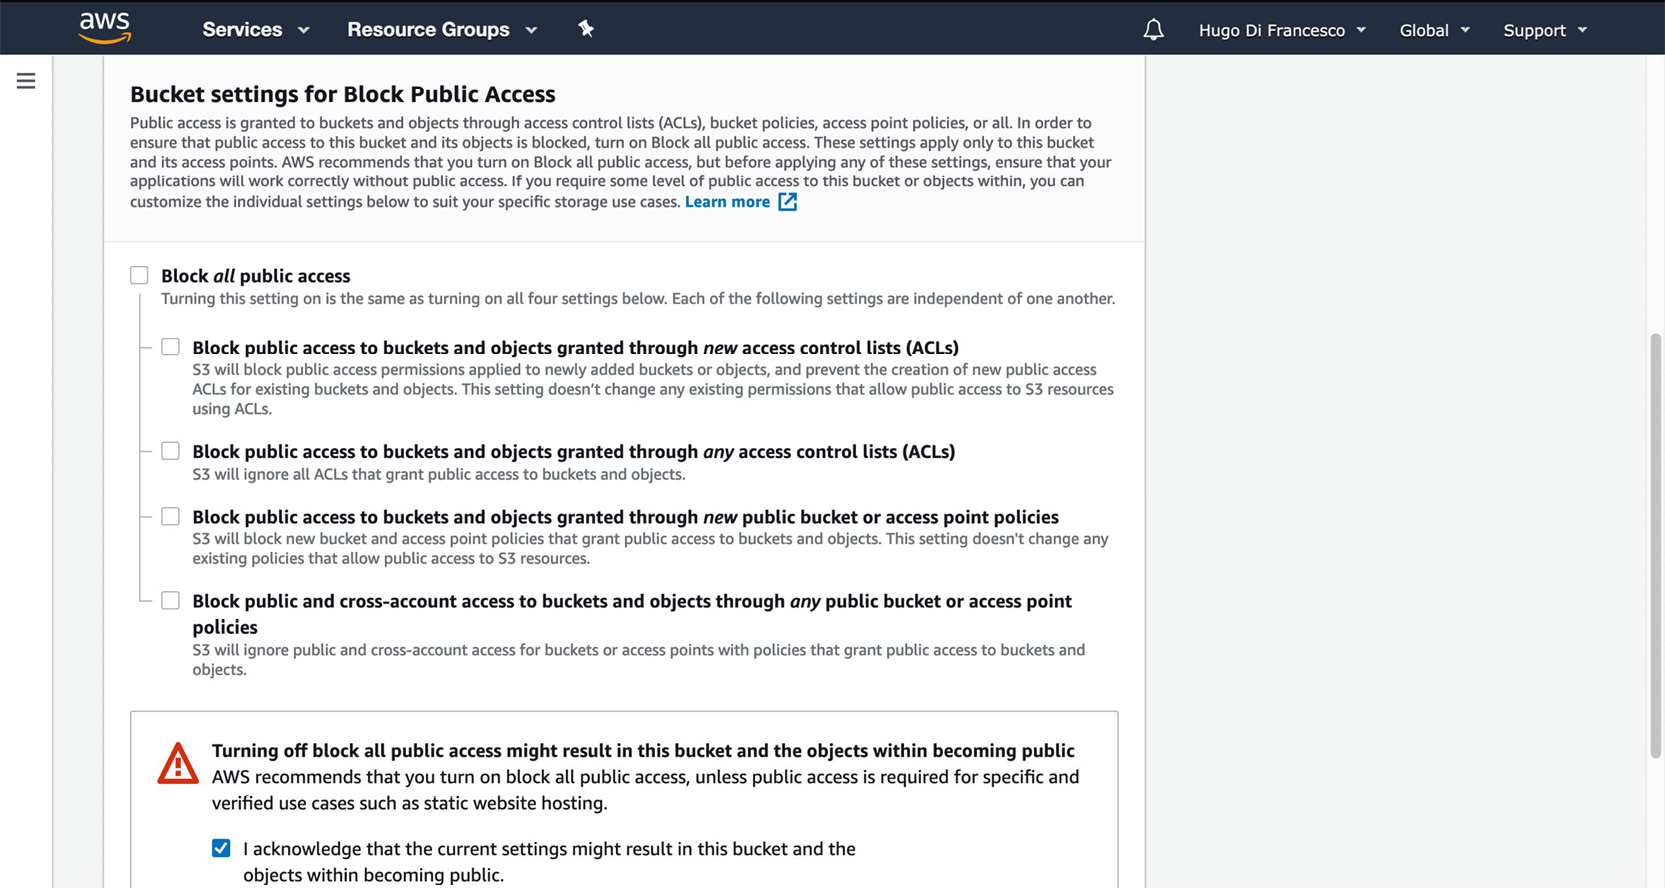 aws Services Resource Groups Hugo Di Francesco Global Support
Bucket settings for Block Public Access
Public access is granted to buckets and objects through access control lists (ACLs), bucket policies, access point policies, or all. In order to
ensure that public access to this bucket and its objects is blocked, turn on Block all public access. These settings apply only to this bucket
and its access points. AWS recommends that you turn on Block all public access, but before applying any of these settings, ensure that your
applications will work correctly without public access. If you require some level of public access to this bucket or objects within, you can
customize the individual settings below to suit your specific storage use cases. Learn more
Block all public access
Turning this setting on is the same as turning on all four settings below. Each of the following settings are independent of one another.
Block public access to buckets and objects granted through new access control lists (ACLs)
S3 will block public access permissions applied to newly added buckets or objects, and prevent the creation of new public access
ACLs for existing buckets and objects. This setting doesn’t change any existing permissions that allow public access to S3 resources
using ACLs.
Block public access to buckets and objects granted through any access control lists (ACLs)
S3 will ignore all ACLs that grant public access to buckets and objects.
Block public access to buckets and objects granted through new public bucket or access point policies
S3 will block new bucket and access point policies that grant public access to buckets and objects. This setting doesn't change any
existing policies that allow public access to S3 resources.
Block public and cross-account access to buckets and objects through any public bucket or access point
policies
S3 will ignore public and cross-account access for buckets or access points with policies that grant public access to buckets and
objects.
Turning off block all public access might result in this bucket and the objects within becoming public
AWS recommends that you turn on block all public access, unless public access is required for specific and
verified use cases such as static website hosting.
I acknowledge that the current settings might result in this bucket and the
objects within becoming public.